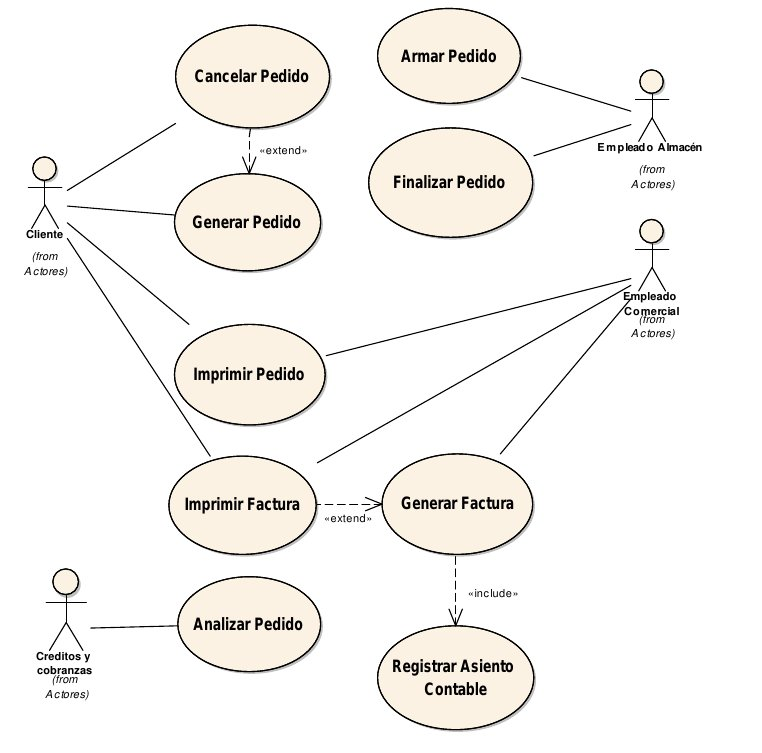 Cancelar Pedido
Armar Pedido
«extend»
Empleado Almacén
(from
Actores)
Finalizar Pedido
Generar Pedido
Cliente
(from
Actores)
Empleado
Comercial
(from
Actores)
Imprimir Pedido
Imprimir Factura
«extend»
Generar Factura
«include»
Analizar Pedido
Creditos y
cobranzas
(from
Actores)
Registrar Asiento
Contable